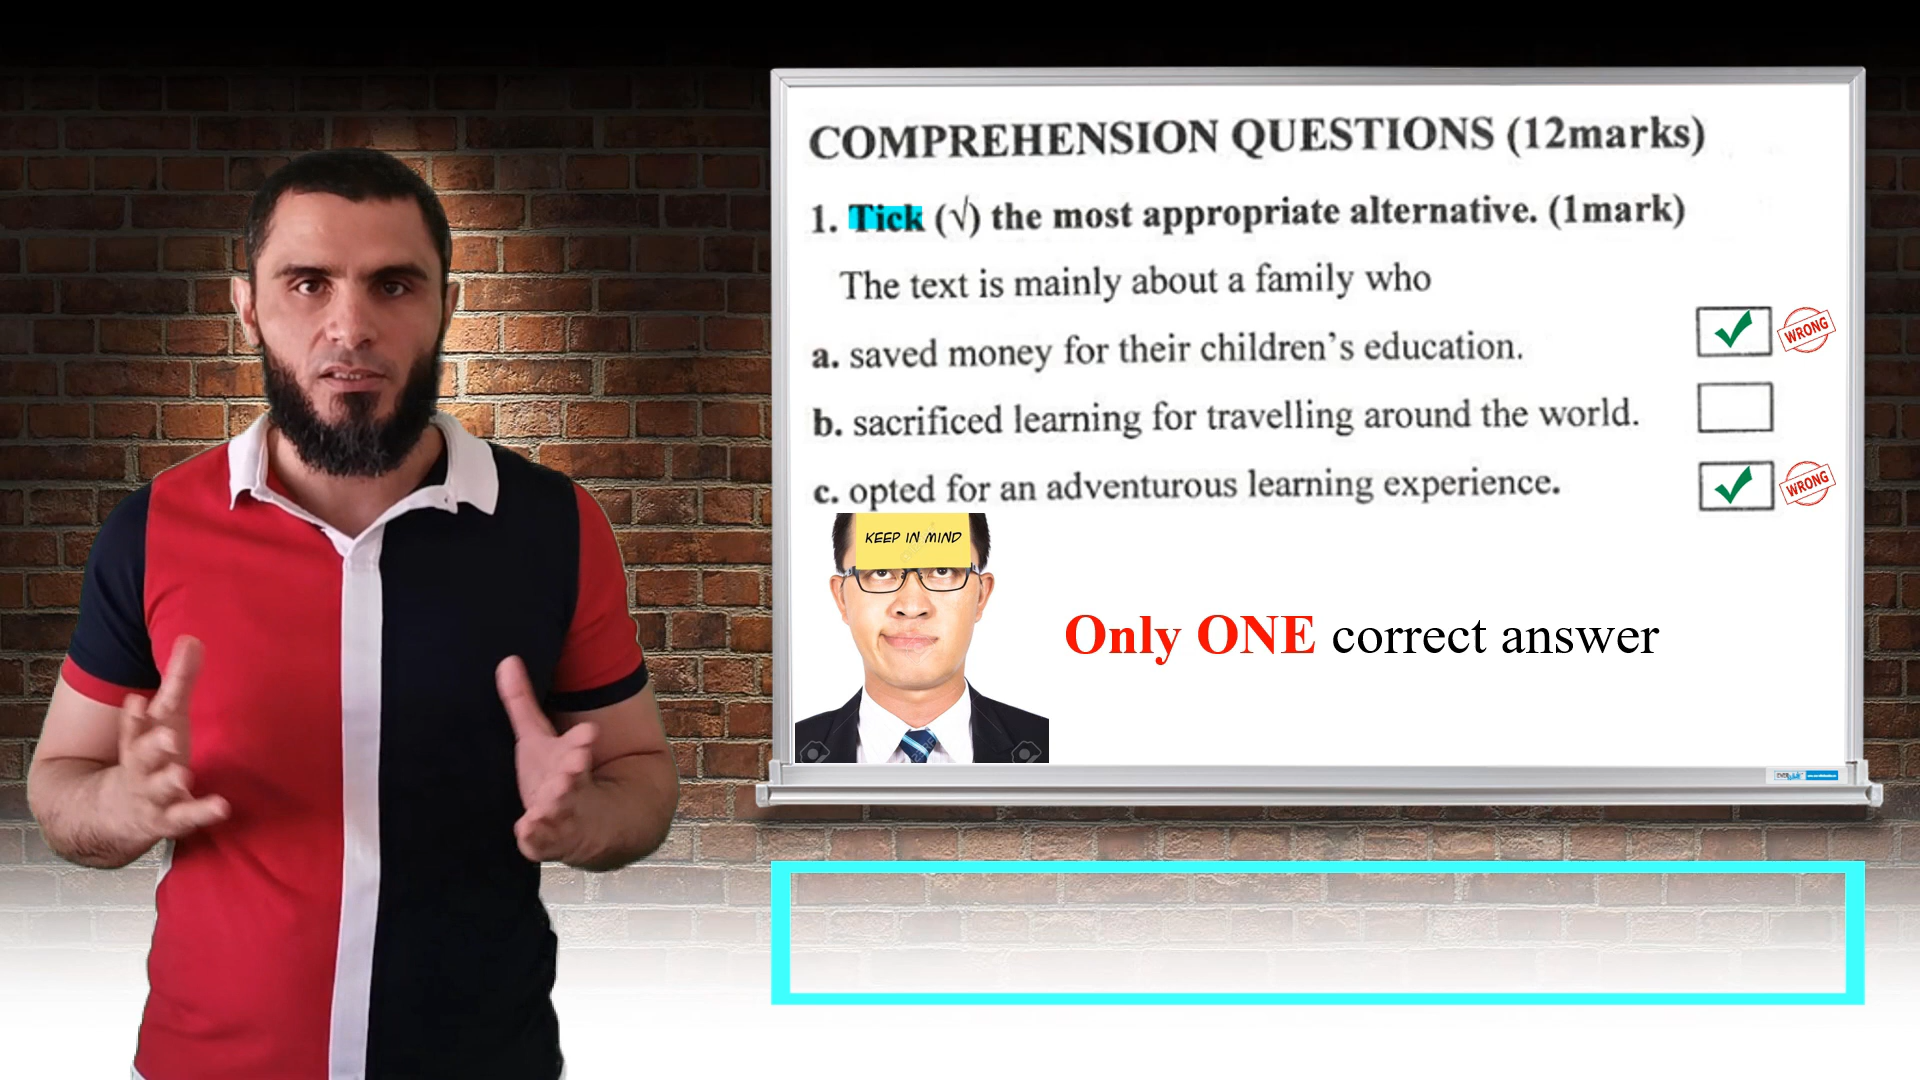 COMPREHENSION QUESTIONS (12marks)
1. Tick (√) the most appropriate alternative. (1mark)
The text is mainly about a family who
a. saved money for their children's education.
WRONG
b. sacrificed learning for travelling around the world.
c. opted for an adventurous learning experience.
WRONG
KEEP IN MIND
Only ONE correct answer